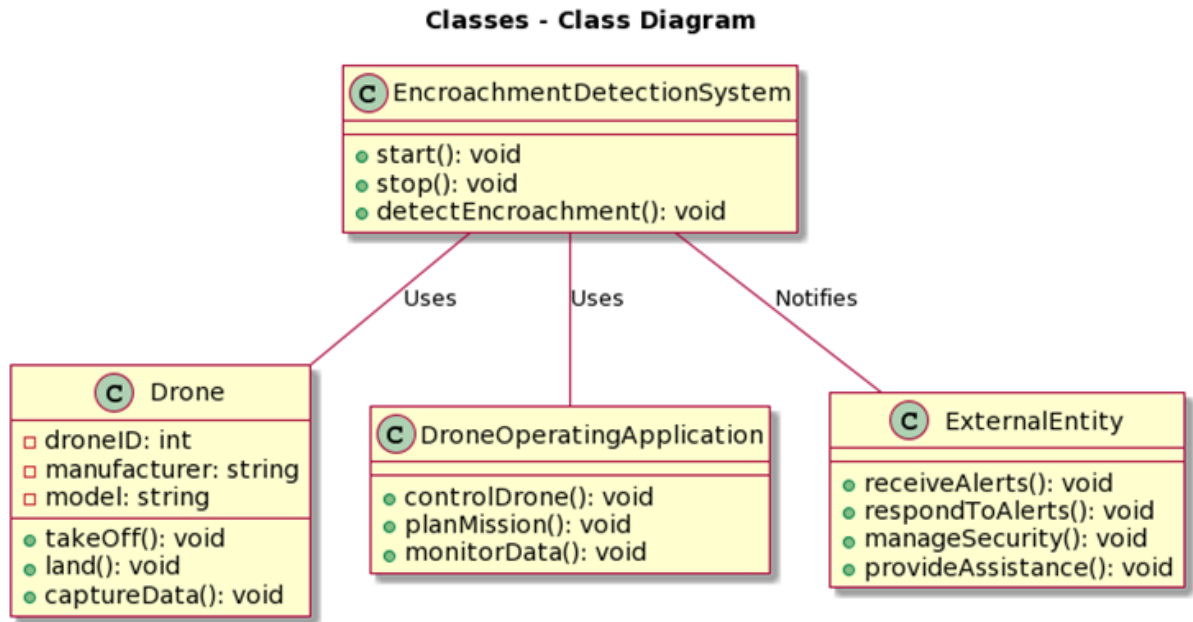 Classes - Class Diagram
C EncroachmentDetectionSystem
start(): void
stop(): void
detectEncroachment(): void
Uses
Uses
Notifies
C Drone
droneID: int
manufacturer: string
model: string
takeOff(): void
land(): void
captureData(): void
C DroneOperatingApplication
controlDrone(): void
planMission(): void
monitorData(): void
C ExternalEntity
receiveAlerts(): void
respondToAlerts(): void
manageSecurity(): void
provideAssistance(): void